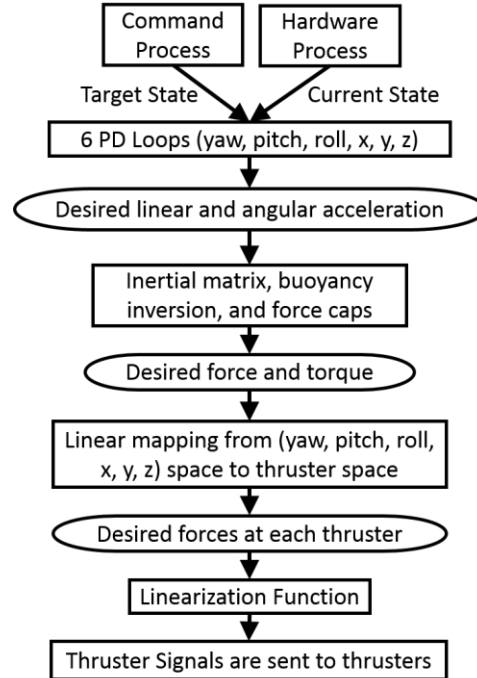 Command
Process
Hardware
Process
Target State
Current State
6 PD Loops (yaw, pitch, roll, x, y, z)
Desired linear and angular acceleration
Inertial matrix, buoyancy
inversion, and force caps
Desired force and torque
Linear mapping from (yaw, pitch, roll,
x, y, z) space to thruster space
Desired forces at each thruster
Linearization Function
Thruster Signals are sent to thrusters